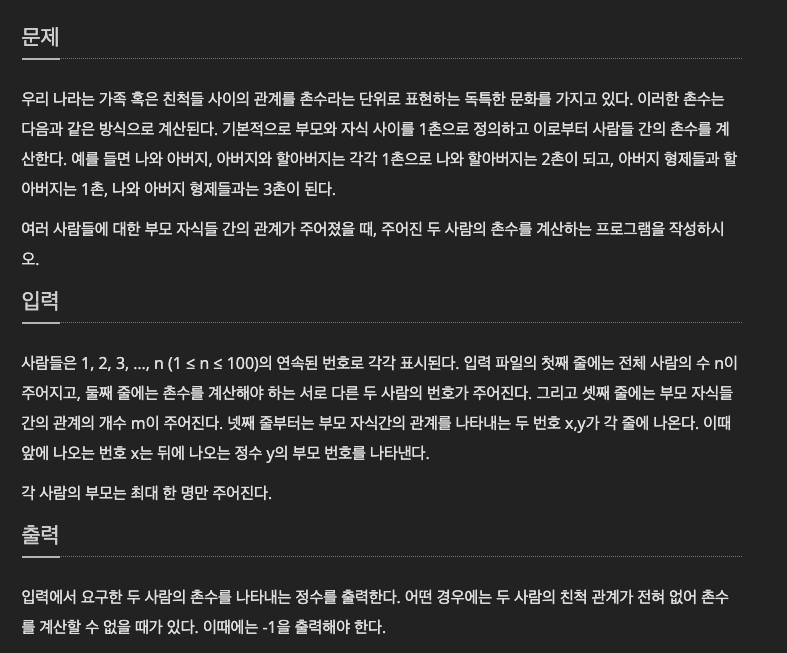 문제
우리 나라는 가족 혹은 친척들 사이의 관계를 촌수라는 단위로 표현하는 독특한 문화를 가지고 있다. 이러한 촌수는
다음과 같은 방식으로 계산된다. 기본적으로 부모와 자식 사이를 1촌으로 정의하고 이로부터 사람들 간의 촌수를 계
산한다. 예를 들면 나와 아버지, 아버지와 할아버지는 각각 1촌으로 나와 할아버지는 2촌이 되고, 아버지 형제들과 할
아버지는 1촌, 나와 아버지 형제들과는 3촌이 된다.
여러 사람들에 대한 부모 자식들 간의 관계가 주어졌을 때, 주어진 두 사람의 촌수를 계산하는 프로그램을 작성하시
오.
입력
사람들은 1, 2, 3, …, n (1 ≤ n ≤ 100)의 연속된 번호로 각각 표시된다. 입력 파일의 첫째 줄에는 전체 사람의 수 n이
주어지고, 둘째 줄에는 촌수를 계산해야 하는 서로 다른 두 사람의 번호가 주어진다. 그리고 셋째 줄에는 부모 자식들
간의 관계의 개수 m이 주어진다. 넷째 줄부터는 부모 자식간의 관계를 나타내는 두 번호 x,y가 각 줄에 나온다. 이때
앞에 나오는 번호 x는 뒤에 나오는 정수 y의 부모 번호를 나타낸다.
각 사람의 부모는 최대 한 명만 주어진다.
출력
입력에서 요구한 두 사람의 촌수를 나타내는 정수를 출력한다. 어떤 경우에는 두 사람의 친척 관계가 전혀 없어 촌수
를 계산할 수 없을 때가 있다. 이때에는 -1을 출력해야 한다.